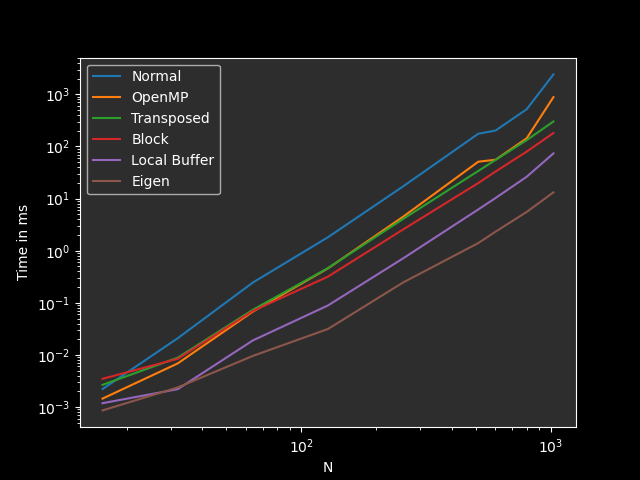 Normal
OpenMP
Transposed
Block
Local Buffer
Eigen
10³
10²
10¹
10⁰
10⁻¹
10⁻²
10⁻³
Time in ms
10²
10³
N